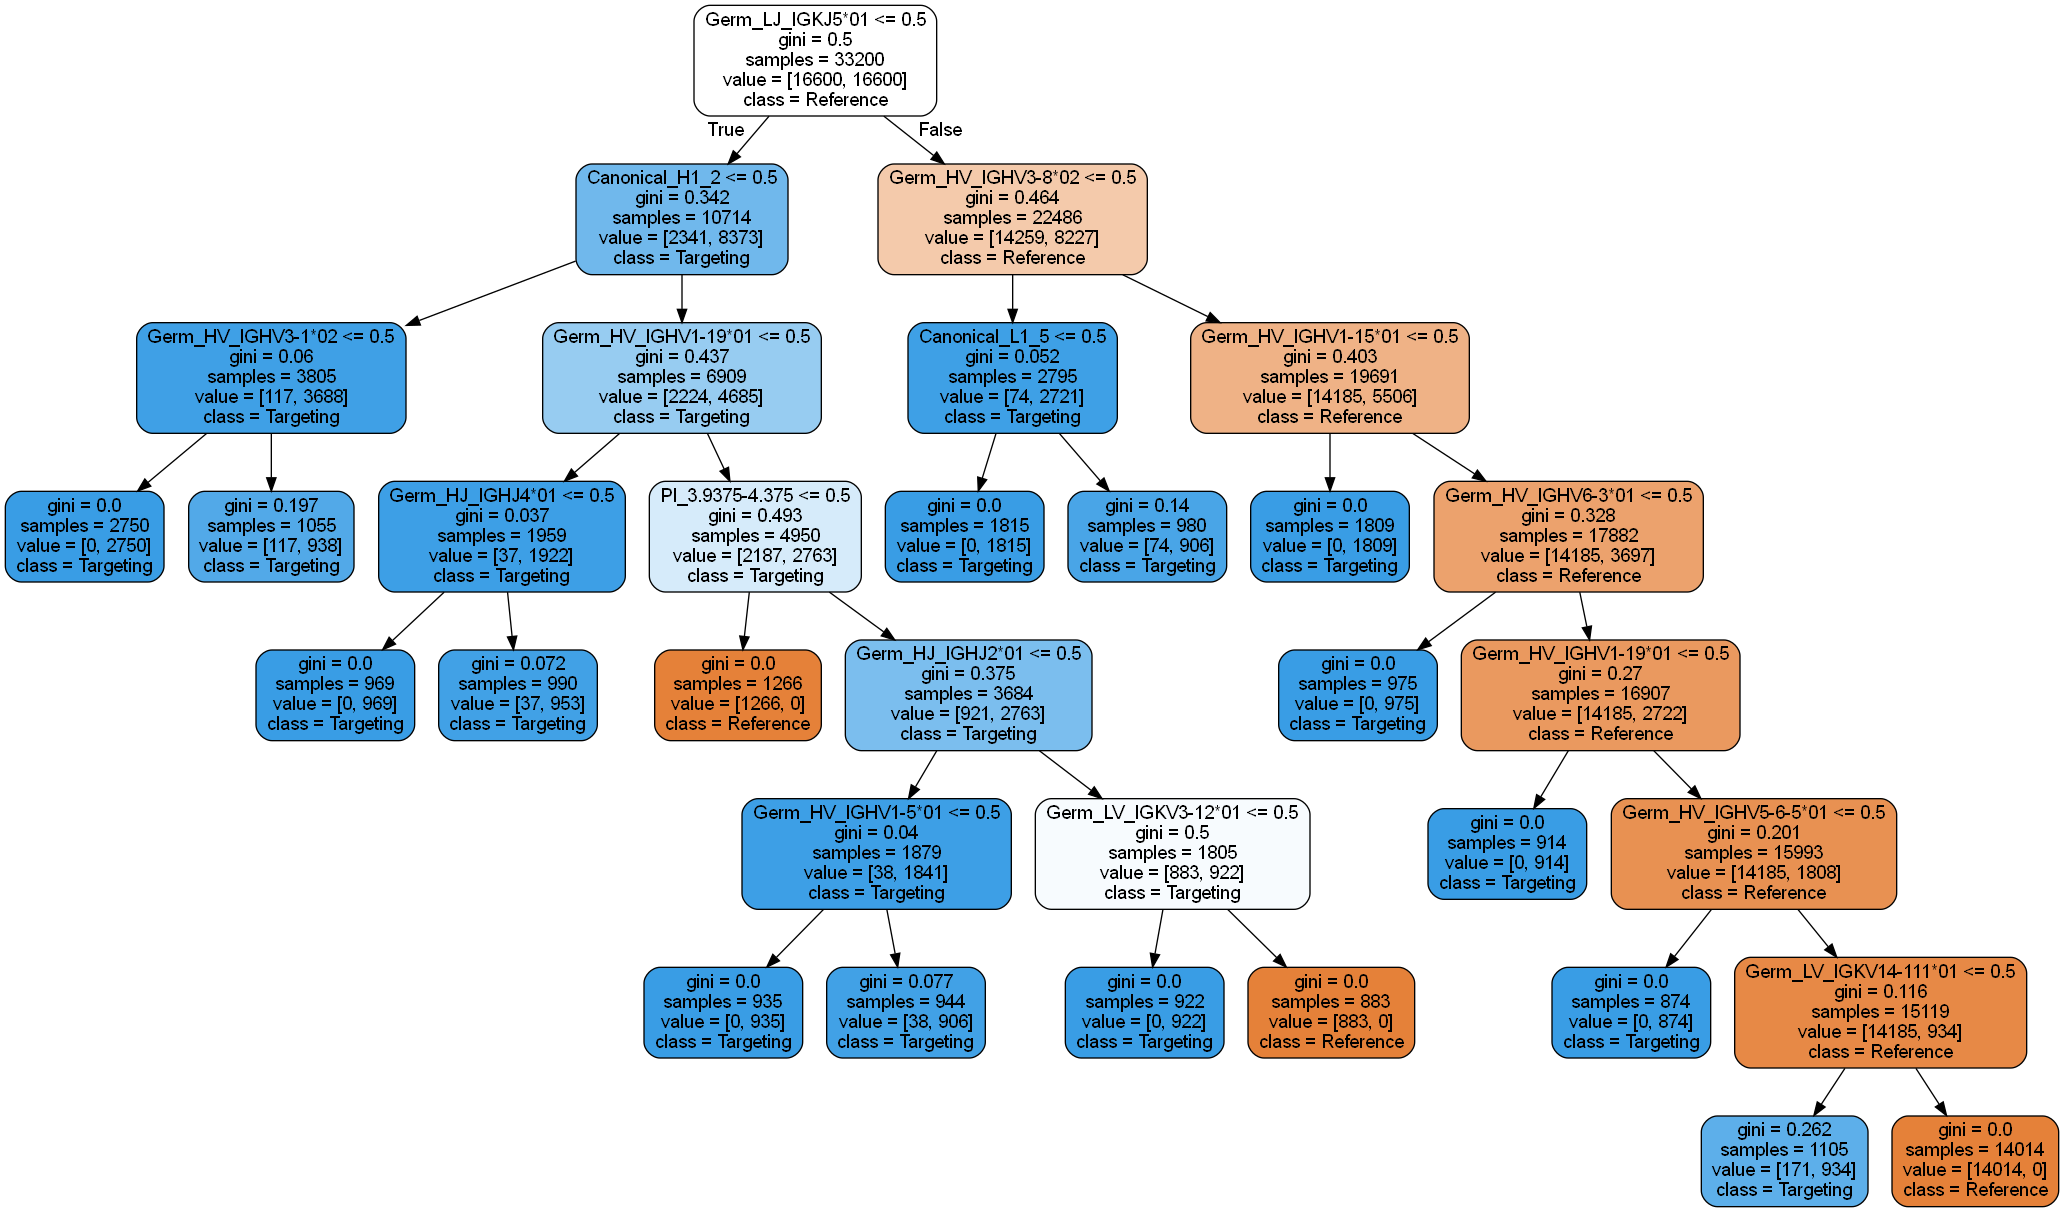 Germ_LJ_IGKJ5*01 <= 0.5
gini = 0.5
samples = 33200
value = [16600, 16600]
class = Reference
True
False
Canonical_H1_2 <= 0.5
gini = 0.342
samples = 10714
value = [2341, 8373]
class = Targeting
Germ_HV_IGHV3-8*02 <= 0.5
gini = 0.464
samples = 22486
value = [14259, 8227]
class = Reference
Germ_HV_IGHV3-1*02 <= 0.5
gini = 0.06
samples = 3805
value = [117, 3688]
class = Targeting
Germ_HV_IGHV1-19*01 <= 0.5
gini = 0.437
samples = 6909
value = [2224, 4685]
class = Targeting
Canonical_L1_5 <= 0.5
gini = 0.052
samples = 2795
value = [74, 2721]
class = Targeting
Germ_HV_IGHV1-15*01 <= 0.5
gini = 0.403
samples = 19691
value = [14185, 5506]
class = Reference
gini = 0.0
samples = 2750
value = [0, 2750]
class = Targeting
gini = 0.197
samples = 1055
value = [117, 938]
class = Targeting
Germ_HJ_IGHJ4*01 <= 0.5
gini = 0.037
samples = 1959
value = [37, 1922]
class = Targeting
PI_3.9375-4.375 <= 0.5
gini = 0.493
samples = 4950
value = [2187, 2763]
class = Targeting
gini = 0.0
samples = 1815
value = [0, 1815]
class = Targeting
gini = 0.14
samples = 980
value = [74, 906]
class = Targeting
gini = 0.0
samples = 1809
value = [0, 1809]
class = Targeting
Germ_HV_IGHV6-3*01 <= 0.5
gini = 0.328
samples = 17882
value = [14185, 3697]
class = Reference
gini = 0.0
samples = 969
value = [0, 969]
class = Targeting
gini = 0.072
samples = 990
value = [37, 953]
class = Targeting
gini = 0.0
samples = 1266
value = [1266, 0]
class = Reference
Germ_HJ_IGHJ2*01 <= 0.5
gini = 0.375
samples = 3684
value = [921, 2763]
class = Targeting
gini = 0.0
samples = 975
value = [0, 975]
class = Targeting
Germ_HV_IGHV1-19*01 <= 0.5
gini = 0.27
samples = 16907
value = [14185, 2722]
class = Reference
Germ_HV_IGHV1-5*01 <= 0.5
gini = 0.04
samples = 1879
value = [38, 1841]
class = Targeting
Germ_LV_IGKV3-12*01 <= 0.5
gini = 0.5
samples = 1805
value = [883, 922]
class = Targeting
gini = 0.0
samples = 914
value = [0, 914]
class = Targeting
Germ_HV_IGHV5-6-5*01 <= 0.5
gini = 0.201
samples = 15993
value = [14185, 1808]
class = Reference
gini = 0.0
samples = 935
value = [0, 935]
class = Targeting
gini = 0.077
samples = 944
value = [38, 906]
class = Targeting
gini = 0.0
samples = 922
value = [0, 922]
class = Targeting
gini = 0.0
samples = 883
value = [883, 0]
class = Reference
gini = 0.0
samples = 874
value = [0, 874]
class = Targeting
Germ_LV_IGKV14-111*01 <= 0.5
gini = 0.116
samples = 15119
value = [14185, 934]
class = Reference
gini = 0.262
samples = 1105
value = [171, 934]
class = Targeting
gini = 0.0
samples = 14014
value = [14014, 0]
class = Reference